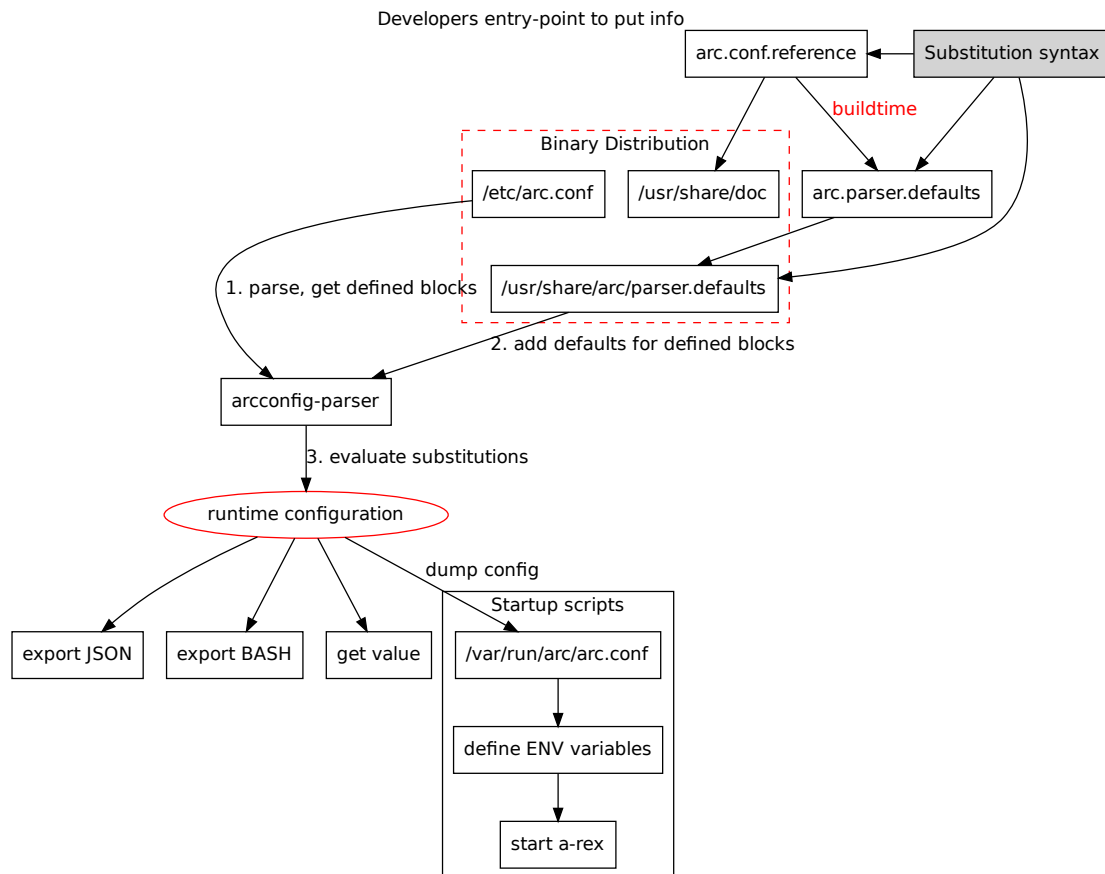 Developers entry-point to put info
arc.conf.reference
Substitution syntax
buildtime
Binary Distribution
/etc/arc.conf
/usr/share/doc
arc.parser.defaults
1. parse, get defined blocks
/usr/share/arc/parser.defaults
2. add defaults for defined blocks
arcconfig-parser
3. evaluate substitutions
runtime configuration
dump config
Startup scripts
export JSON
export BASH
get value
/var/run/arc/arc.conf
define ENV variables
start a-rex